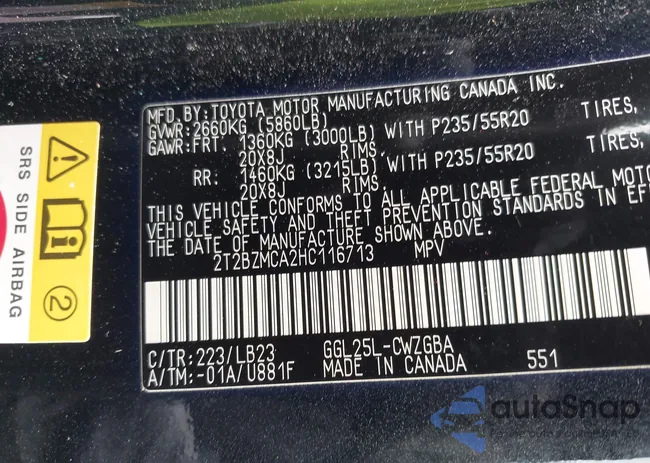 MFD.BY:TOYOTA MOTOR MANUFACTURING CANADA INC.
GVWR:2660KG (5860LB)
GAWR:FRT. 1360KG (3000LB) WITH P235/55R20 TIRES,
20X8J RIMS.
RR. 1460KG (3215LB) WITH P235/55R20 TIRES,
20X8J RIMS.
THIS VEHICLE CONFORMS TO ALL APPLICABLE FEDERAL MOTO
VEHICLE SAFETY AND THEFT PREVENTION STANDARDS IN EFF
THE DATE OF MANUFACTURE SHOWN ABOVE.
2T2BZMCA2HC116713 MPV
C/TR:223/LB23 GGL25L-CWZGBA
A/TM:-01A/U881F MADE IN CANADA 551
SRS SIDE AIRBAG
2
autoSnap